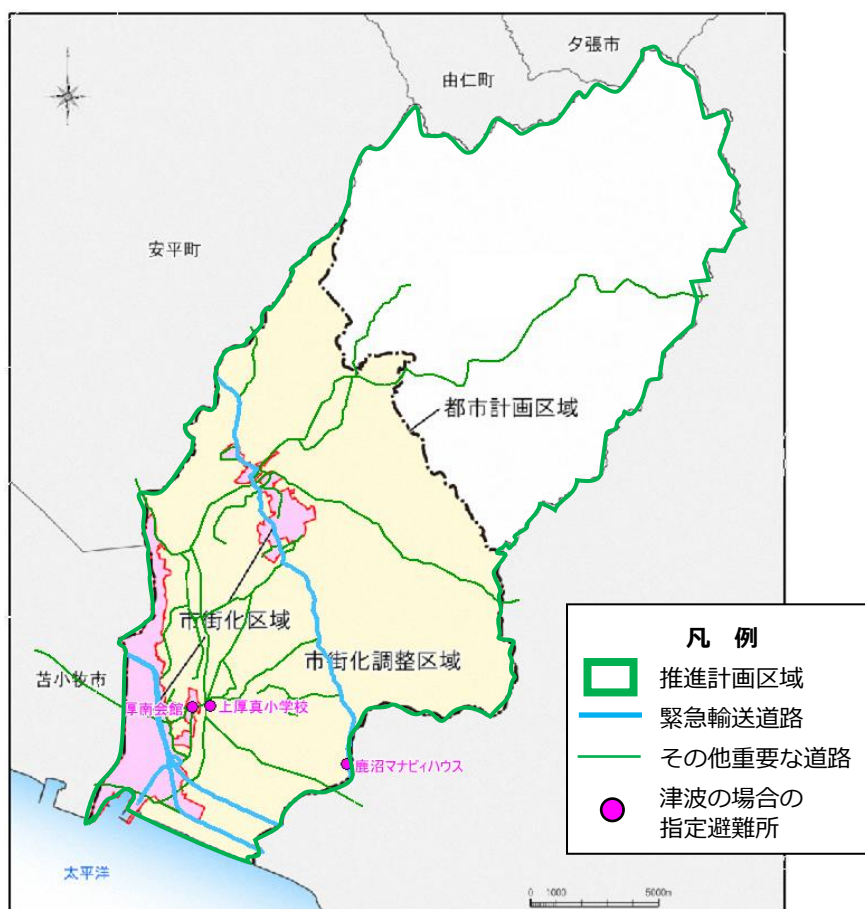 夕張市
由仁町
安平町
都市計画区域
市街化区域
市街化調整区域
苫小牧市
厚南会館
上厚真小学校
鹿沼マナビィハウス
太平洋
凡 例
推進計画区域
緊急輸送道路
その他重要な道路
津波の場合の
指定避難所
0 1000 5000m